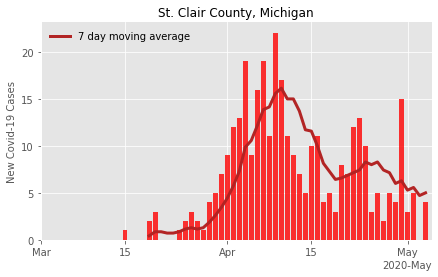 St. Clair County, Michigan
7 day moving average
New Covid-19 Cases
20
15
10
5
0
Mar
15
Apr
15
May
2020-May